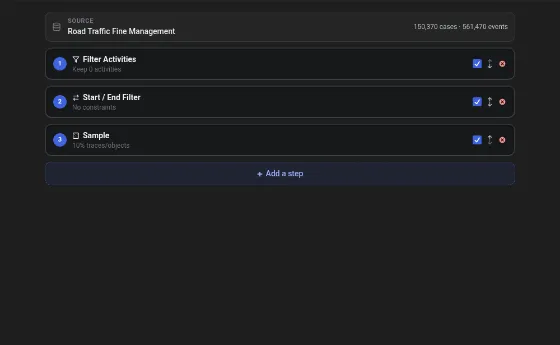 SOURCE
Road Traffic Fine Management
150,370 cases · 561,470 events
1
Filter Activities
Keep 0 activities
2
Start / End Filter
No constraints
3
Sample
10% traces/objects
+ Add a step